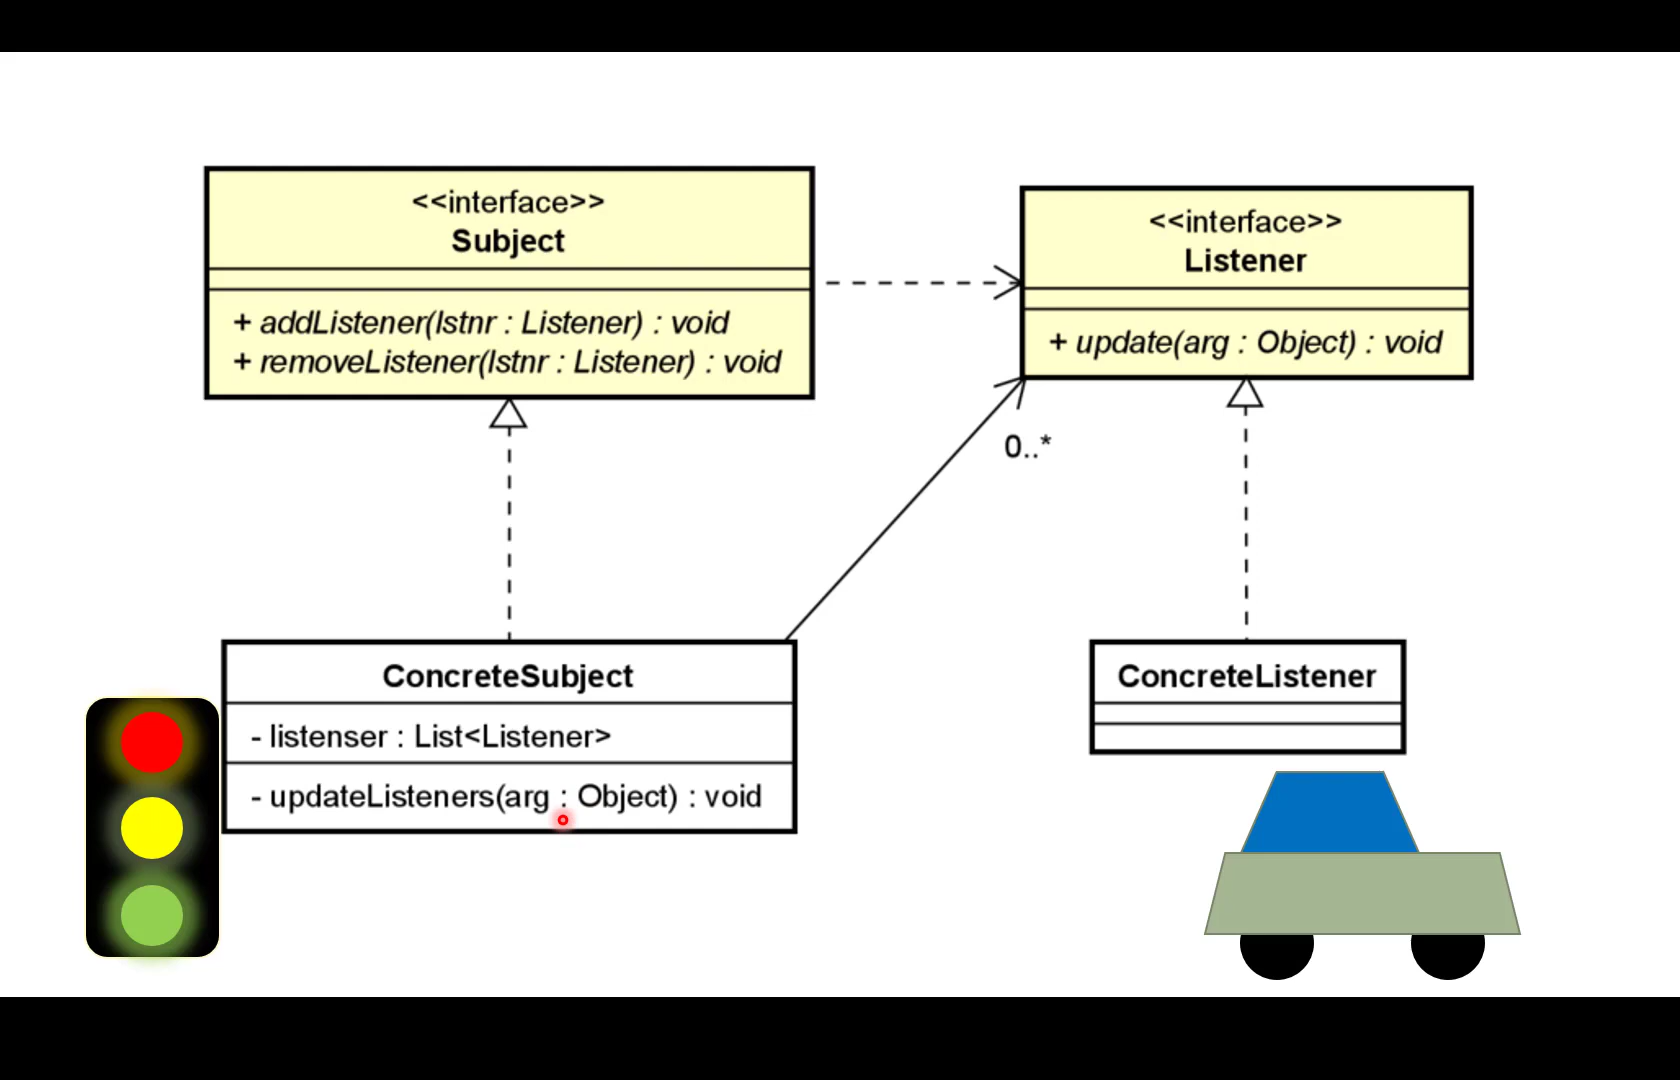 <<interface>>
Subject
+ addListener(lstnr : Listener) : void
+ removeListener(lstnr : Listener) : void
<<interface>>
Listener
+ update(arg : Object) : void
0..*
ConcreteSubject
- listenser : List<Listener>
- updateListeners(arg : Object) : void
ConcreteListener